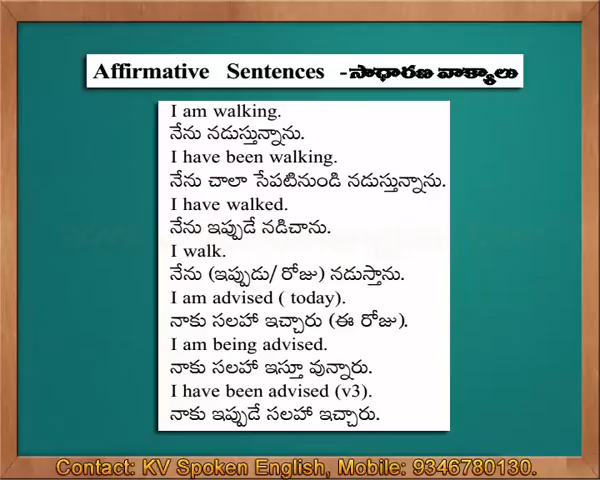 Affirmative Sentences -సాధారణ వాక్యాలు
I am walking.
నేను నడుస్తున్నాను.
I have been walking.
నేను చాలా సేపటినుండి నడుస్తున్నాను.
I have walked.
నేను ఇప్పుడే నడిచాను.
I walk.
నేను (ఇప్పుడు/ రోజు) నడుస్తాను.
I am advised ( today).
నాకు సలహా ఇచ్చారు (ఈ రోజు).
I am being advised.
నాకు సలహా ఇస్తూ వున్నారు.
I have been advised (v3).
నాకు ఇప్పుడే సలహా ఇచ్చారు.
Contact: KV Spoken English, Mobile: 9346780130.